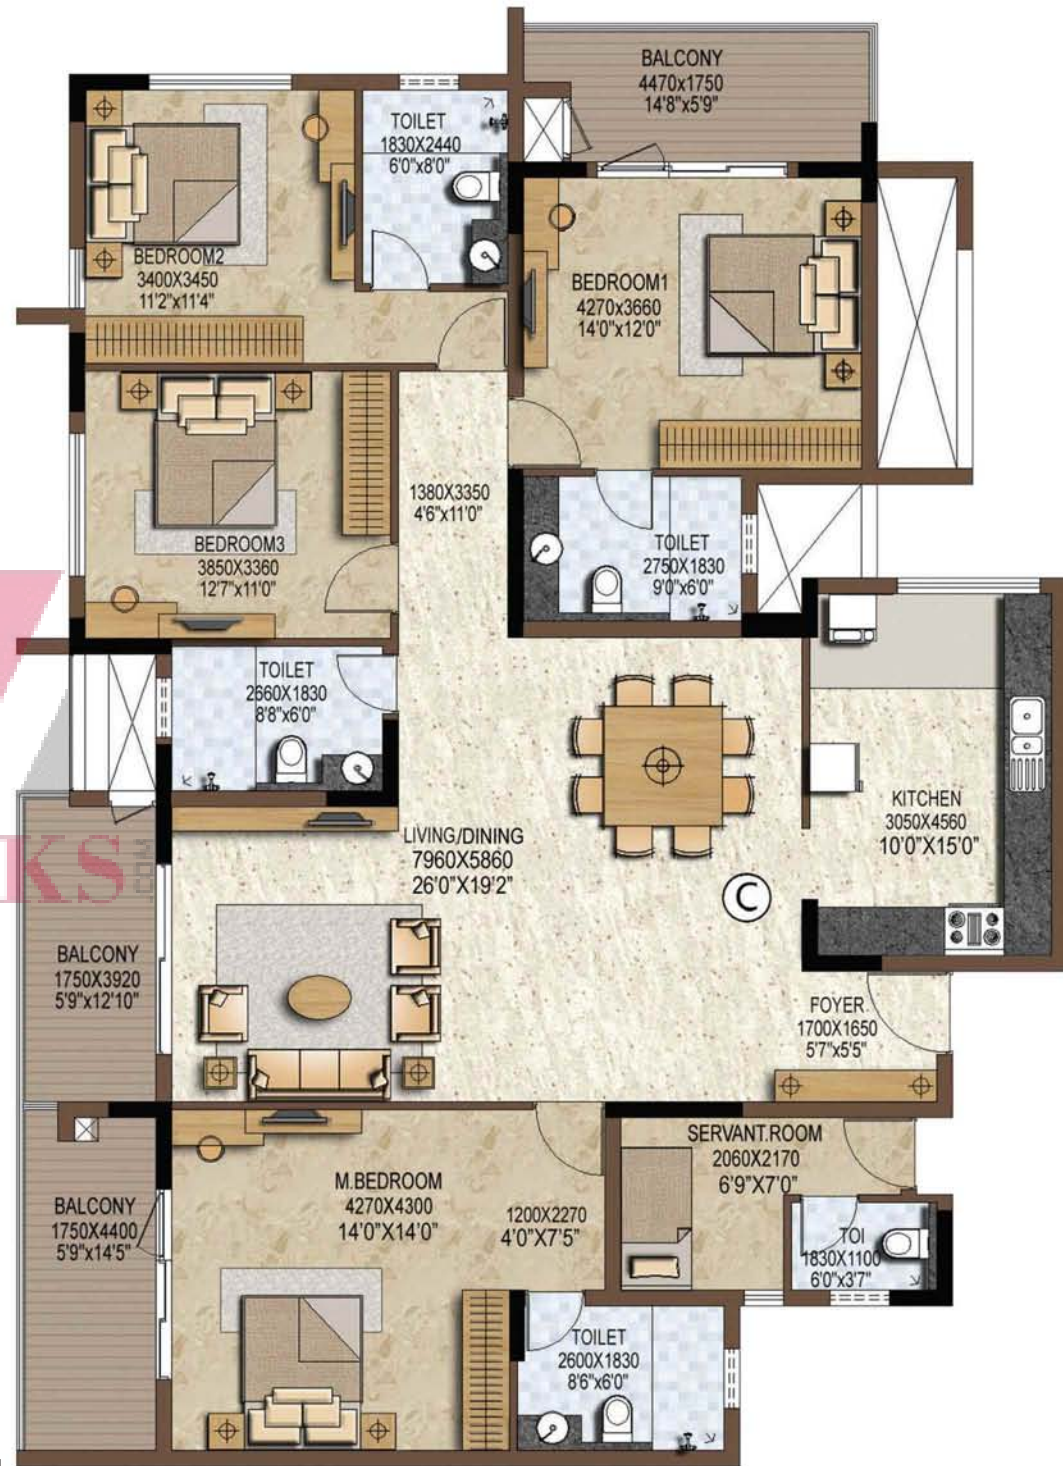 BALCONY
4470x1750
14'8"x5'9"
TOILET
1830X2440
6'0"x8'0"
BEDROOM2
3400X3450
11'2"x11'4"
BEDROOM1
4270x3660
14'0"x12'0"
1380X3350
4'6"x11'0"
BEDROOM3
3850X3360
12'7"x11'0"
TOILET
2750X1830
9'0"x6'0"
TOILET
2660X1830
8'8"x6'0"
KITCHEN
3050X4560
10'0"X15'0"
LIVING/DINING
7960X5860
26'0"X19'2"
C
KS.COM
BALCONY
1750X3920
5'9"x12'10"
FOYER
1700X1650
5'7"x5'5"
SERVANT.ROOM
2060X2170
6'9"X7'0"
M.BEDROOM
4270X4300
14'0"X14'0"
1200X2270
4'0"X7'5"
BALCONY
1750X4400
5'9"x14'5"
TOI
1830X1100
6'0"x3'7"
TOILET
2600X1830
8'6"x6'0"